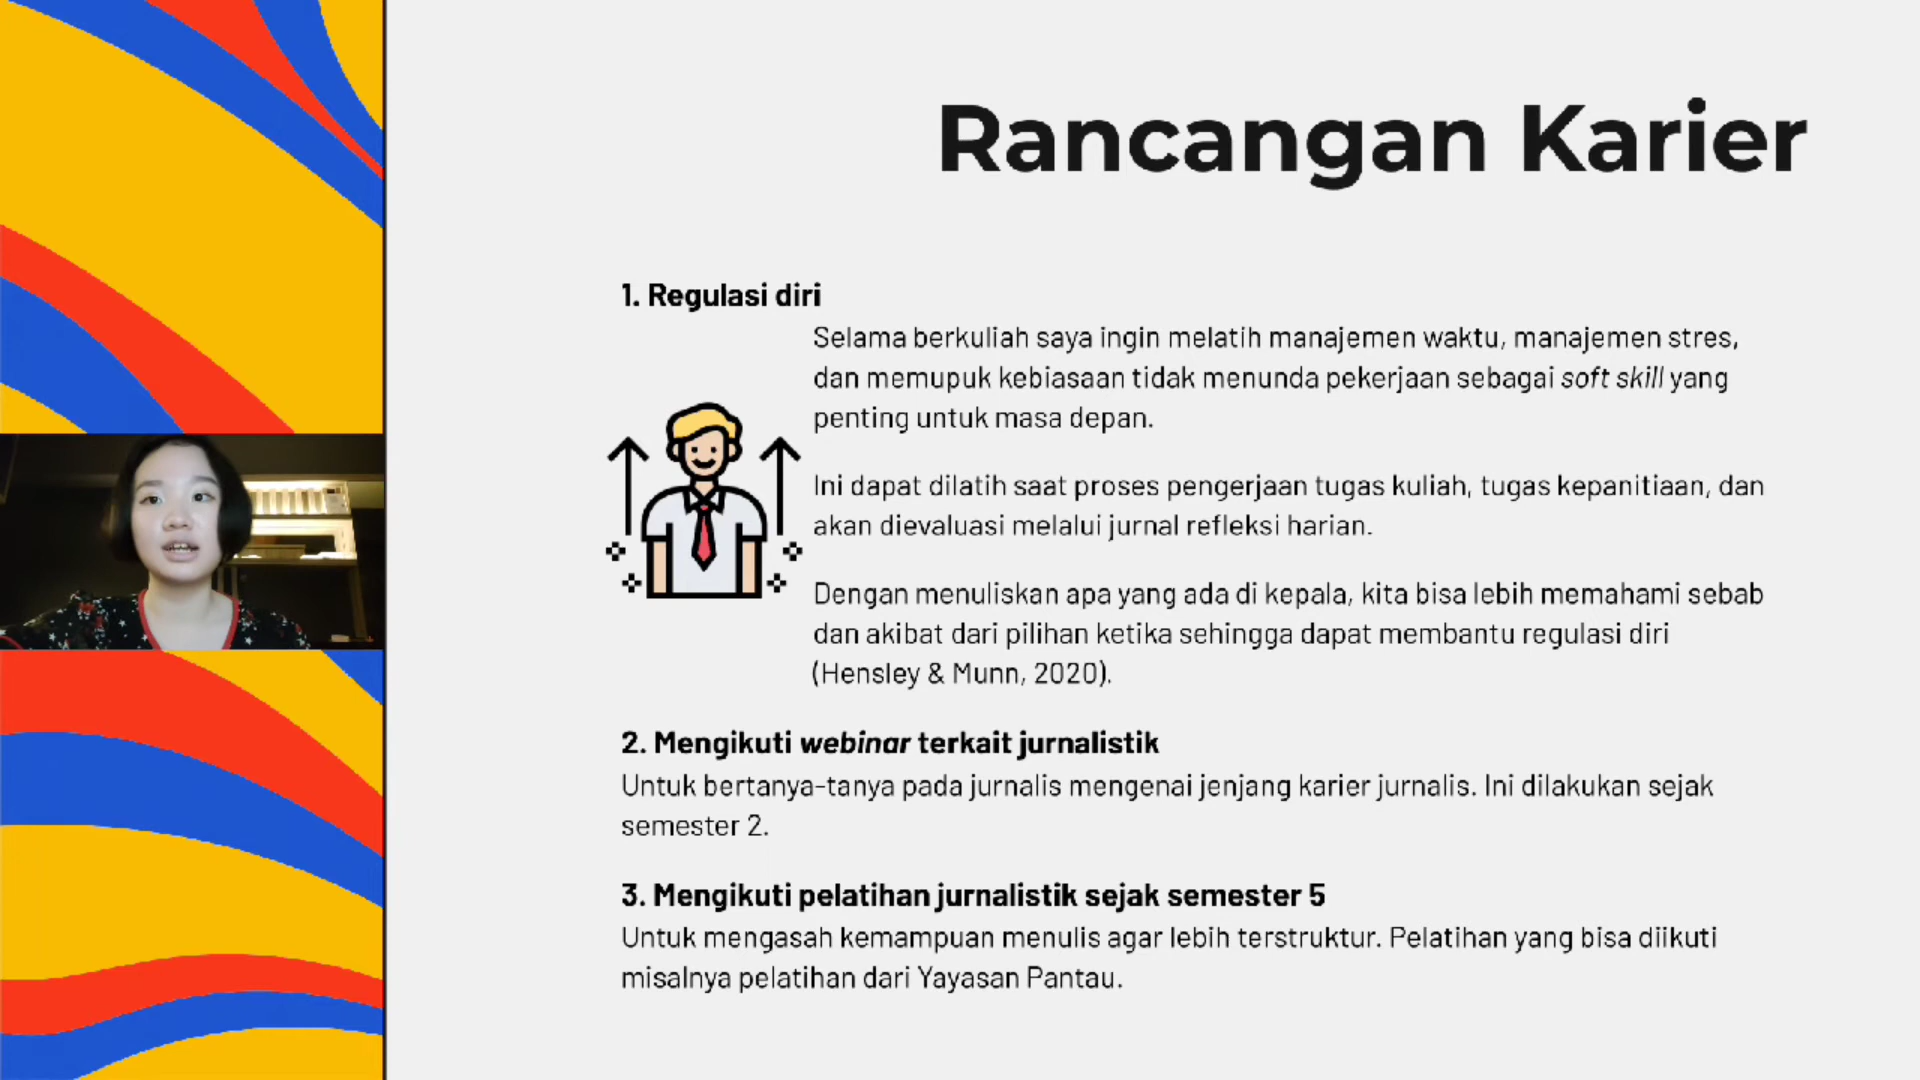 Rancangan Karier
1. Regulasi diri
Selama berkuliah saya ingin melatih manajemen waktu, manajemen stres,
dan memupuk kebiasaan tidak menunda pekerjaan sebagai soft skill yang
penting untuk masa depan.
Ini dapat dilatih saat proses pengerjaan tugas kuliah, tugas kepanitiaan, dan
akan dievaluasi melalui jurnal refleksi harian.
Dengan menuliskan apa yang ada di kepala, kita bisa lebih memahami sebab
dan akibat dari pilihan ketika sehingga dapat membantu regulasi diri
(Hensley & Munn, 2020).
2. Mengikuti webinar terkait jurnalistik
Untuk bertanya-tanya pada jurnalis mengenai jenjang karier jurnalis. Ini dilakukan sejak
semester 2.
3. Mengikuti pelatihan jurnalistik sejak semester 5
Untuk mengasah kemampuan menulis agar lebih terstruktur. Pelatihan yang bisa diikuti
misalnya pelatihan dari Yayasan Pantau.